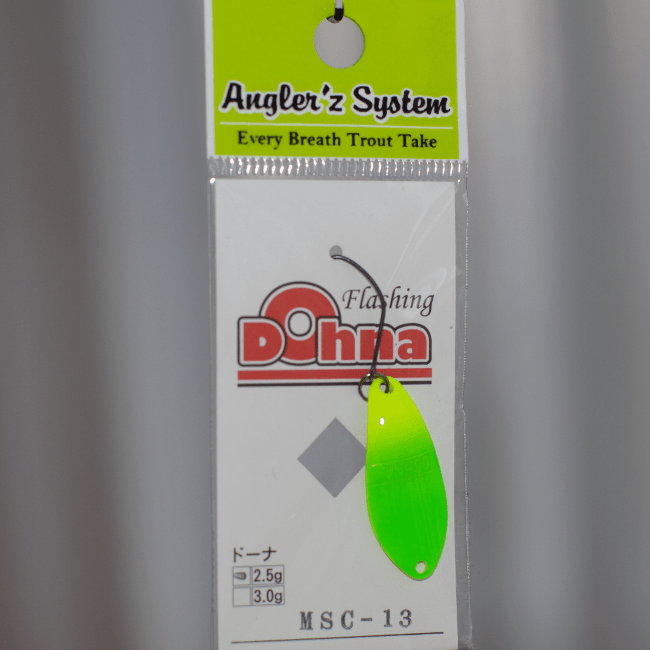 Angler'z System
Every Breath Trout Take
Flashing
Dohna
ドーナ
2.5g
3.0g
MSC-13